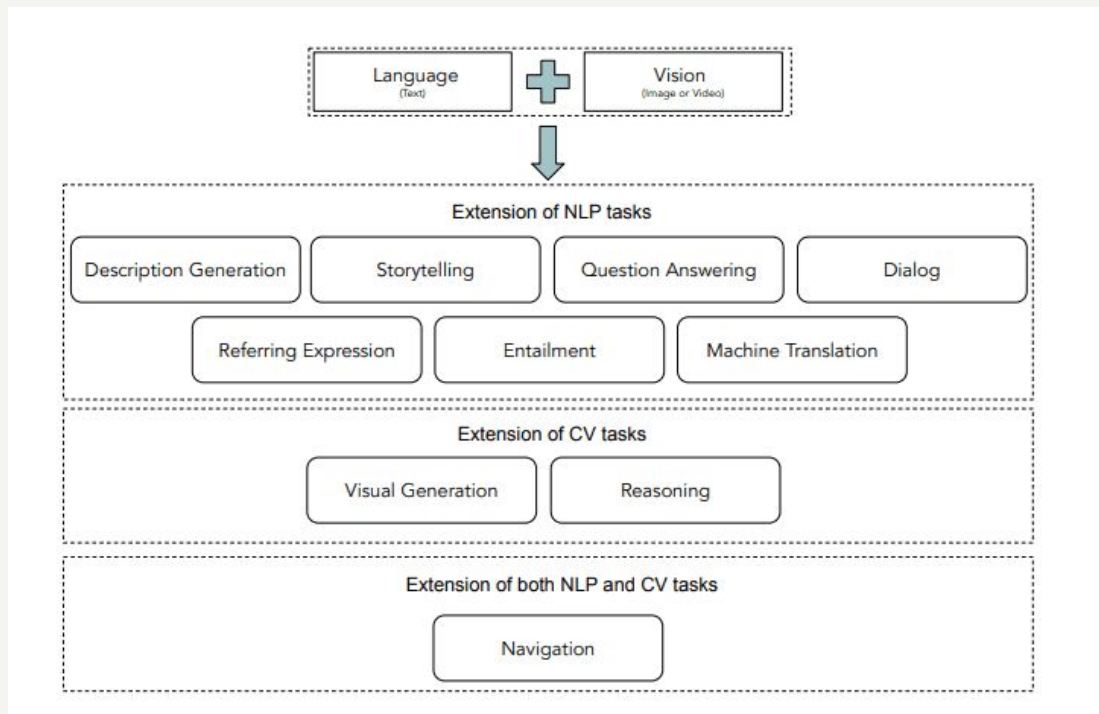 Language
(Text)
Vision
(Image or Video)
Extension of NLP tasks
Description Generation
Storytelling
Question Answering
Dialog
Referring Expression
Entailment
Machine Translation
Extension of CV tasks
Visual Generation
Reasoning
Extension of both NLP and CV tasks
Navigation